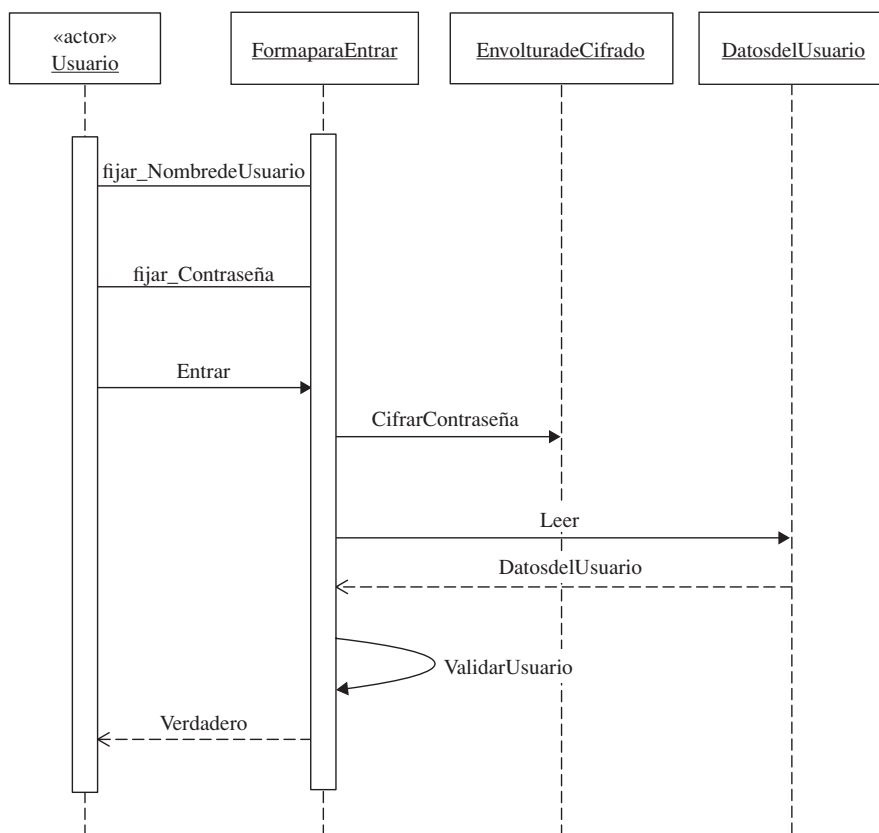 «actor»
Usuario
FormaparaEntrar
EnvolturadeCifrado
DatosdelUsuario
fijar_NombredeUsuario
fijar_Contraseña
Entrar
CifrarContraseña
Leer
DatosdelUsuario
ValidarUsuario
Verdadero